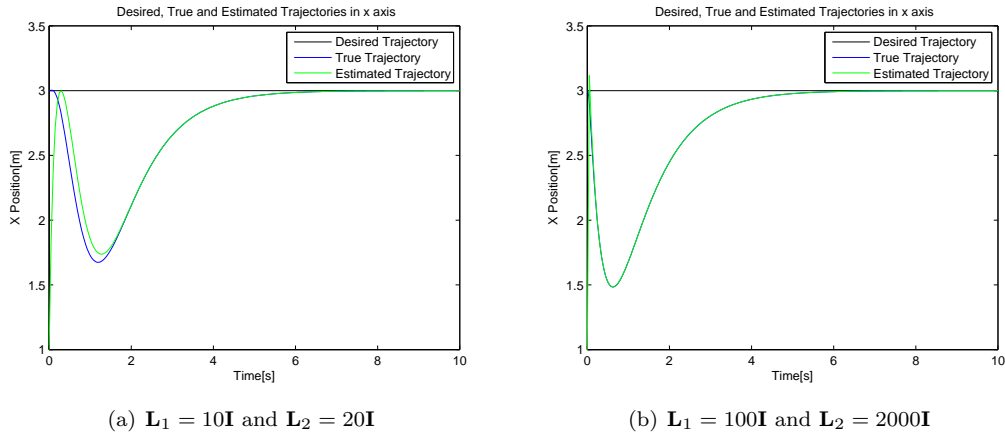 Desired, True and Estimated Trajectories in x axis
3.5
3
2.5
2
1.5
1
X Position[m]
0
2
4
6
8
10
Time[s]
Desired Trajectory
True Trajectory
Estimated Trajectory
(a) L₁ = 10I and L₂ = 20I
Desired, True and Estimated Trajectories in x axis
3.5
3
2.5
2
1.5
1
X Position[m]
0
2
4
6
8
10
Time[s]
Desired Trajectory
True Trajectory
Estimated Trajectory
(b) L₁ = 100I and L₂ = 2000I